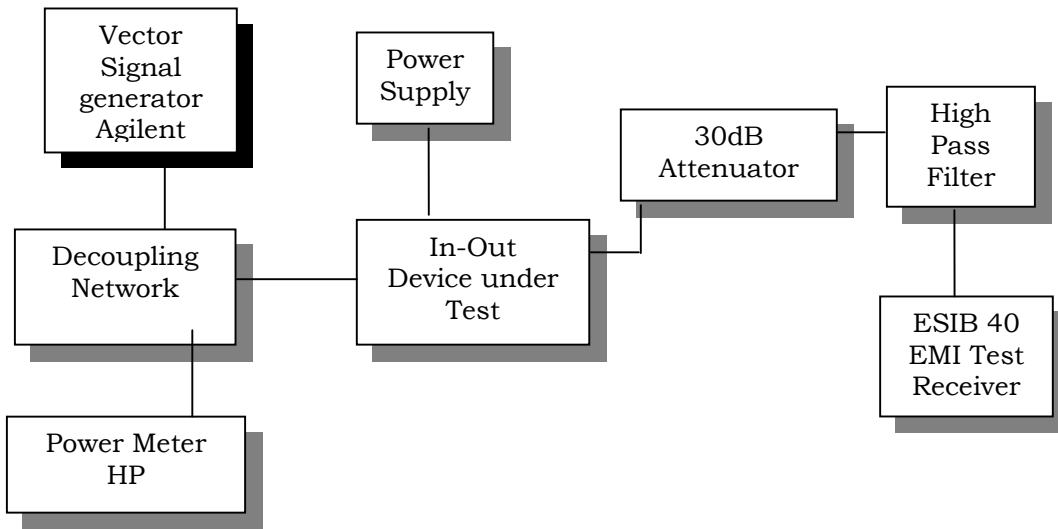 Vector
Signal
generator
Agilent
Power
Supply
30dB
Attenuator
High
Pass
Filter
Decoupling
Network
In-Out
Device under
Test
ESIB 40
EMI Test
Receiver
Power Meter
HP